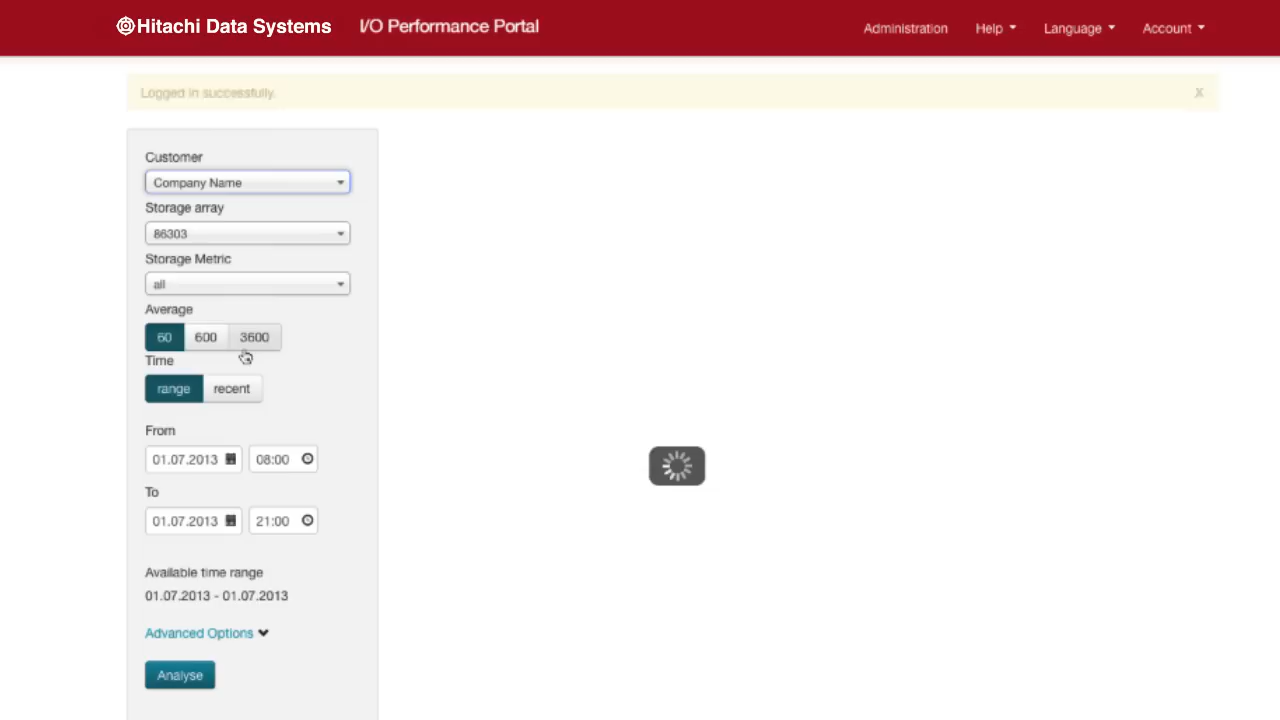 Hitachi Data Systems I/O Performance Portal Administration Help Language Account
Logged in successfully. x
Customer
Company Name
Storage array
86303
Storage Metric
all
Average
60 600 3600
Time
range recent
From
01.07.2013 08:00
To
01.07.2013 21:00
Available time range
01.07.2013 - 01.07.2013
Advanced Options
Analyse